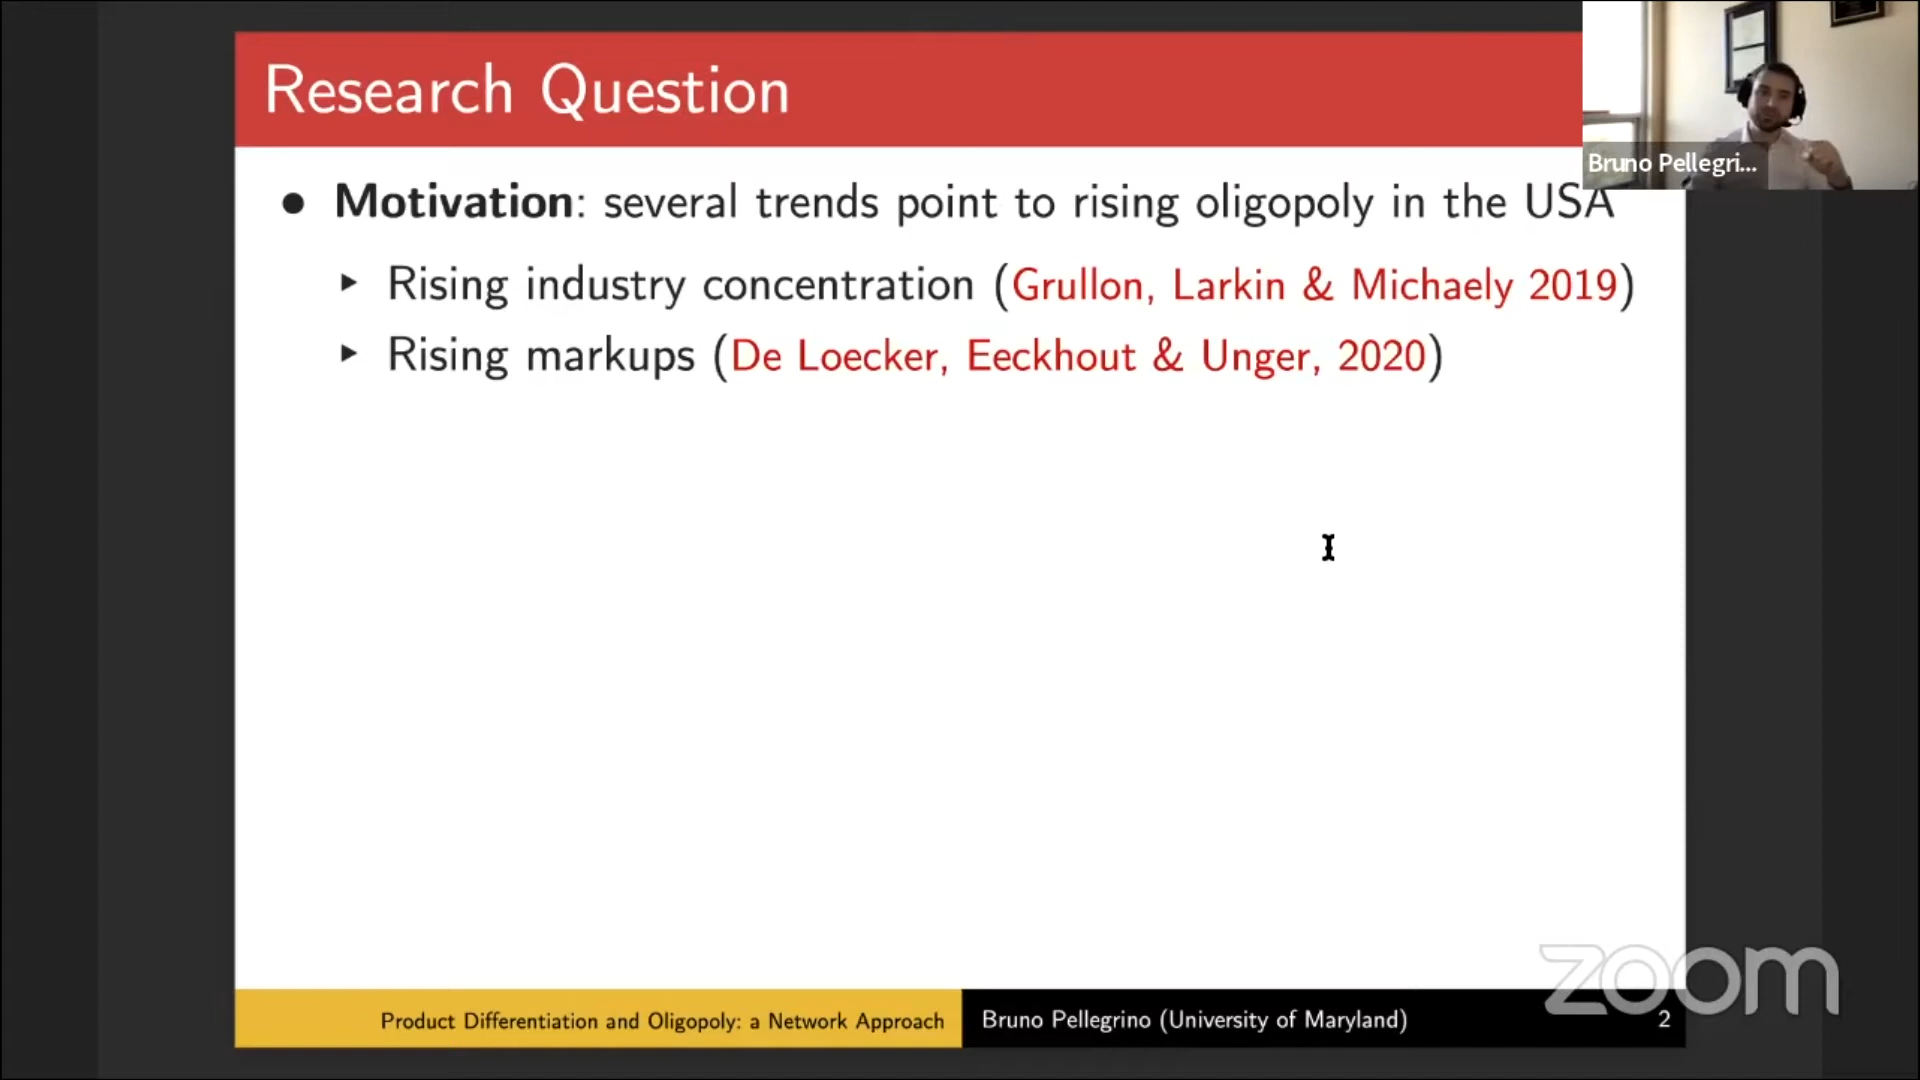 Research Question
Bruno Pellegri...
● Motivation: several trends point to rising oligopoly in the USA
▸ Rising industry concentration (Grullon, Larkin & Michaely 2019)
▸ Rising markups (De Loecker, Eeckhout & Unger, 2020)
zoom
Product Differentiation and Oligopoly: a Network Approach
Bruno Pellegrino (University of Maryland)
2